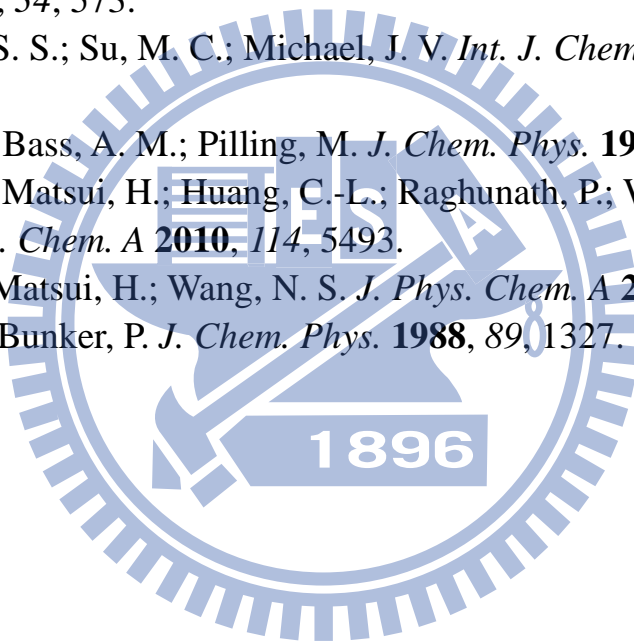 , 54, 573.
S. S.; Su, M. C.; Michael, J. V. Int. J. Chem
Bass, A. M.; Pilling, M. J. Chem. Phys. 19
Matsui, H.; Huang, C.-L.; Raghunath, P.; W
. Chem. A 2010, 114, 5493.
Matsui, H.; Wang, N. S. J. Phys. Chem. A 2
Bunker, P. J. Chem. Phys. 1988, 89, 1327.
E S A
1896